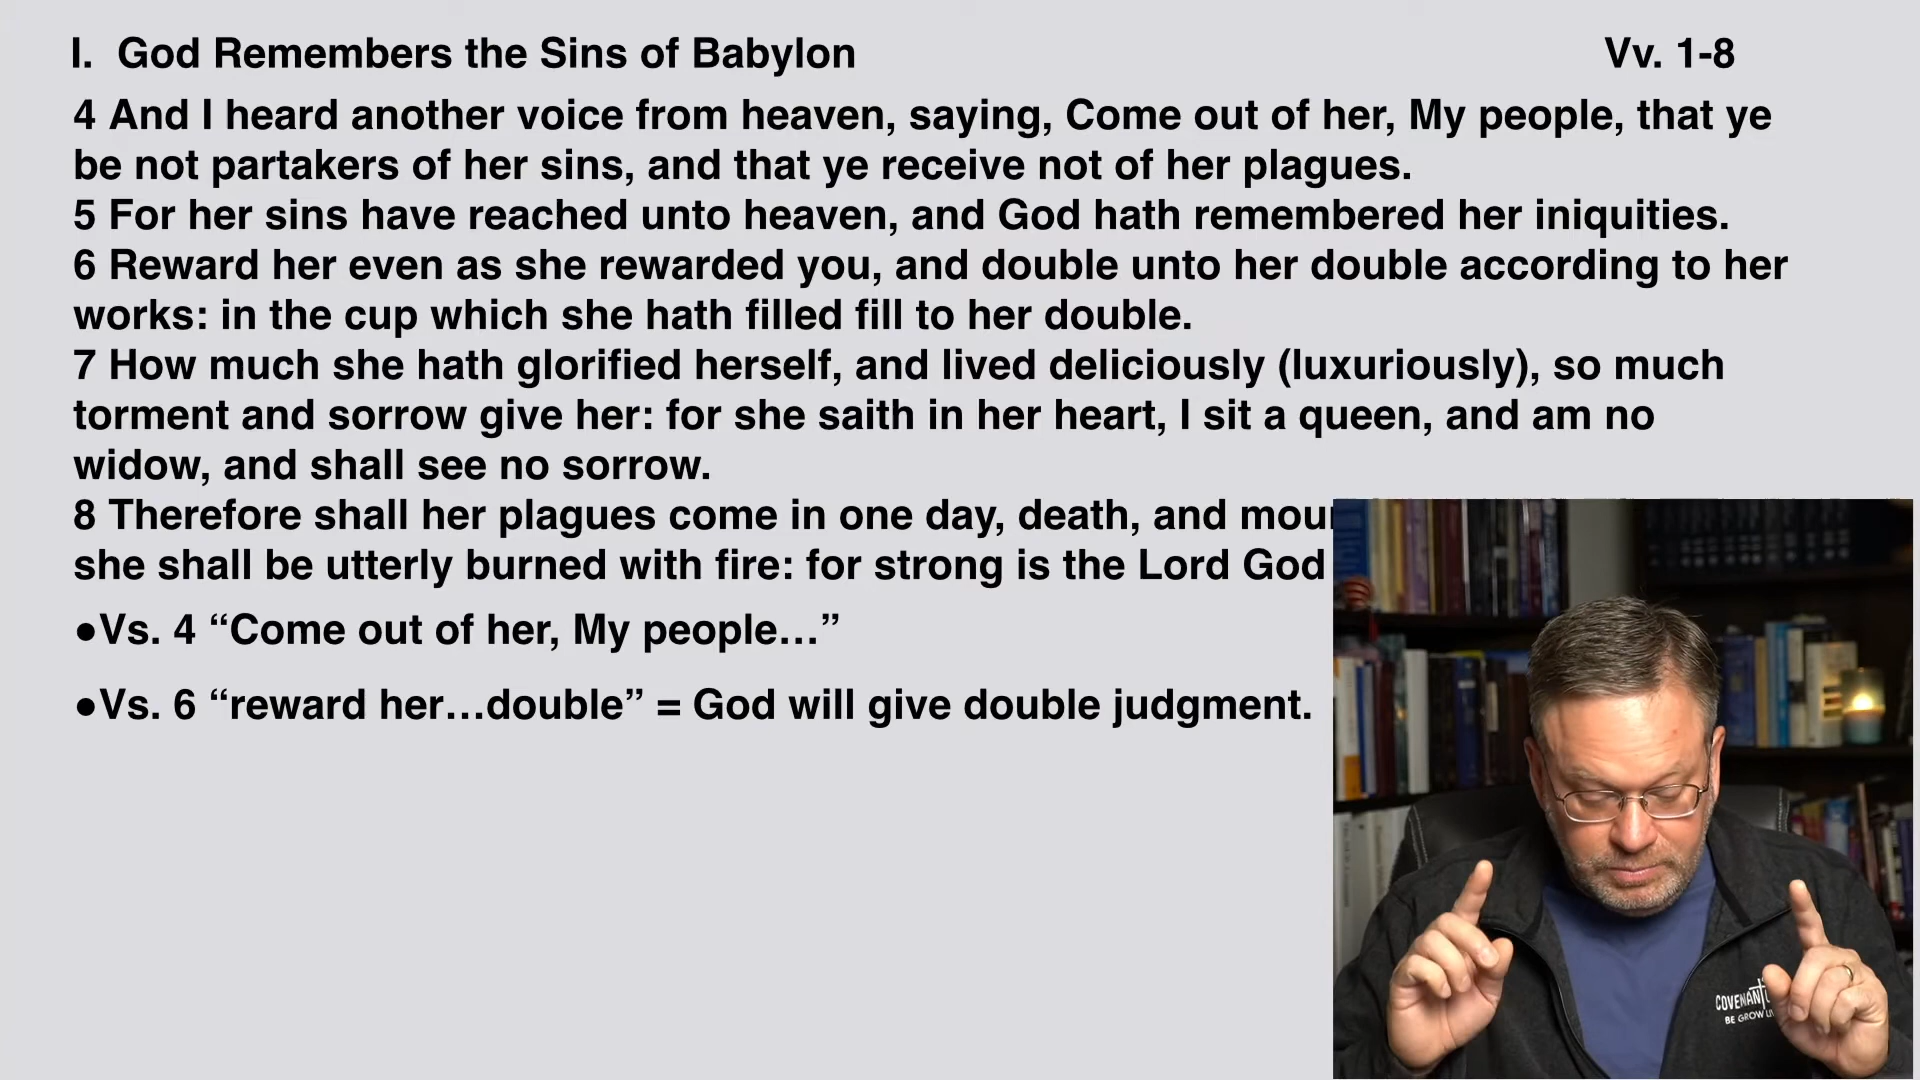 I. God Remembers the Sins of Babylon Vv. 1-8
4 And I heard another voice from heaven, saying, Come out of her, My people, that ye
be not partakers of her sins, and that ye receive not of her plagues.
5 For her sins have reached unto heaven, and God hath remembered her iniquities.
6 Reward her even as she rewarded you, and double unto her double according to her
works: in the cup which she hath filled fill to her double.
7 How much she hath glorified herself, and lived deliciously (luxuriously), so much
torment and sorrow give her: for she saith in her heart, I sit a queen, and am no
widow, and shall see no sorrow.
8 Therefore shall her plagues come in one day, death, and
she shall be utterly burned with fire: for strong is the Lord God
●Vs. 4 “Come out of her, My people…”
●Vs. 6 “reward her…double” = God will give double judgment.
COVENANT
BE GROW